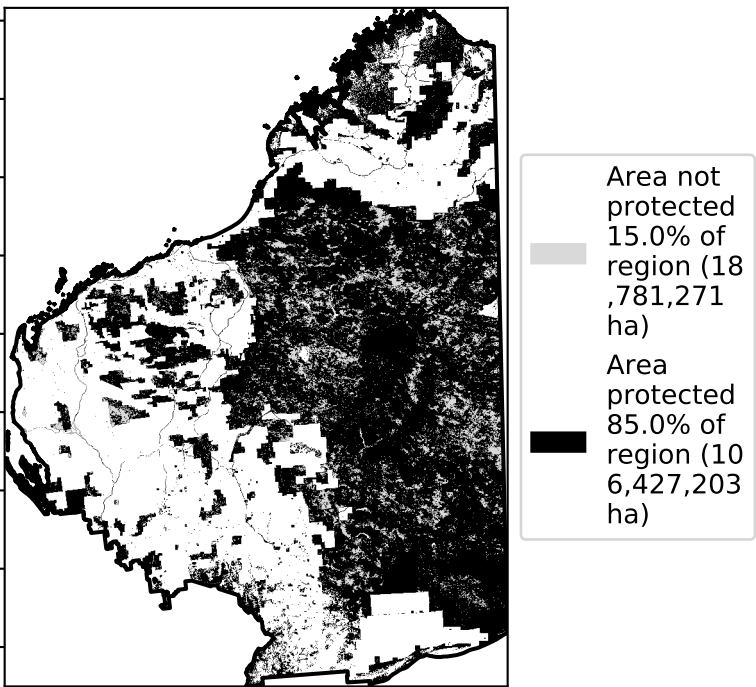 Area not
protected
15.0% of
region (18
,781,271
ha)
Area
protected
85.0% of
region (10
6,427,203
ha)